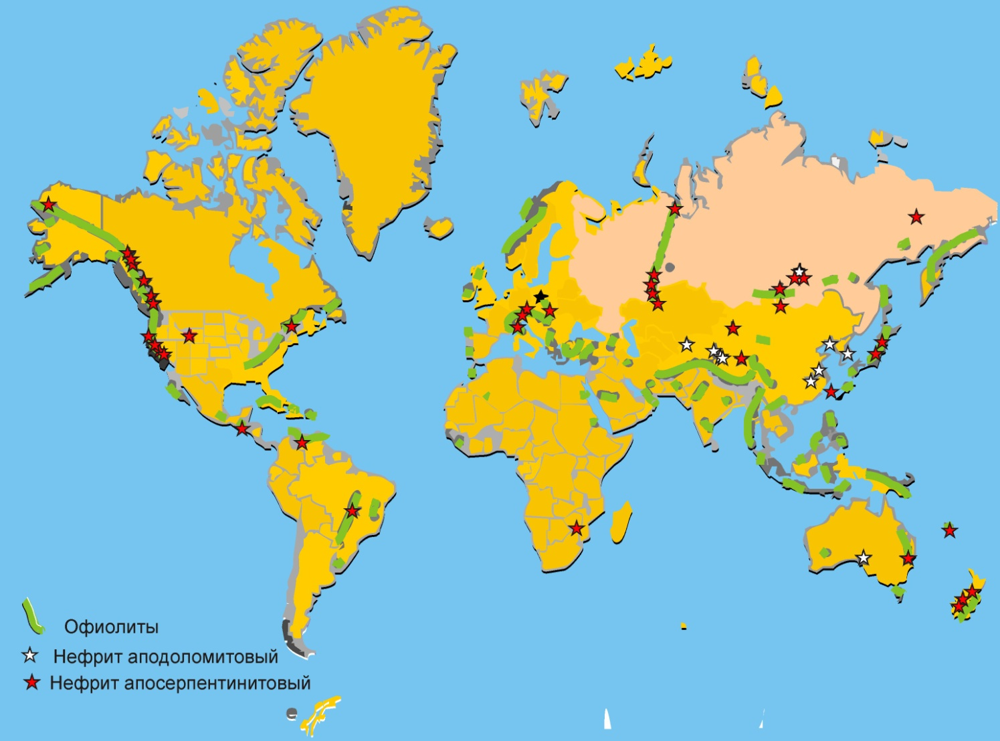 Офиолиты
Нефрит аподоломитовый
Нефрит апосерпентинитовый